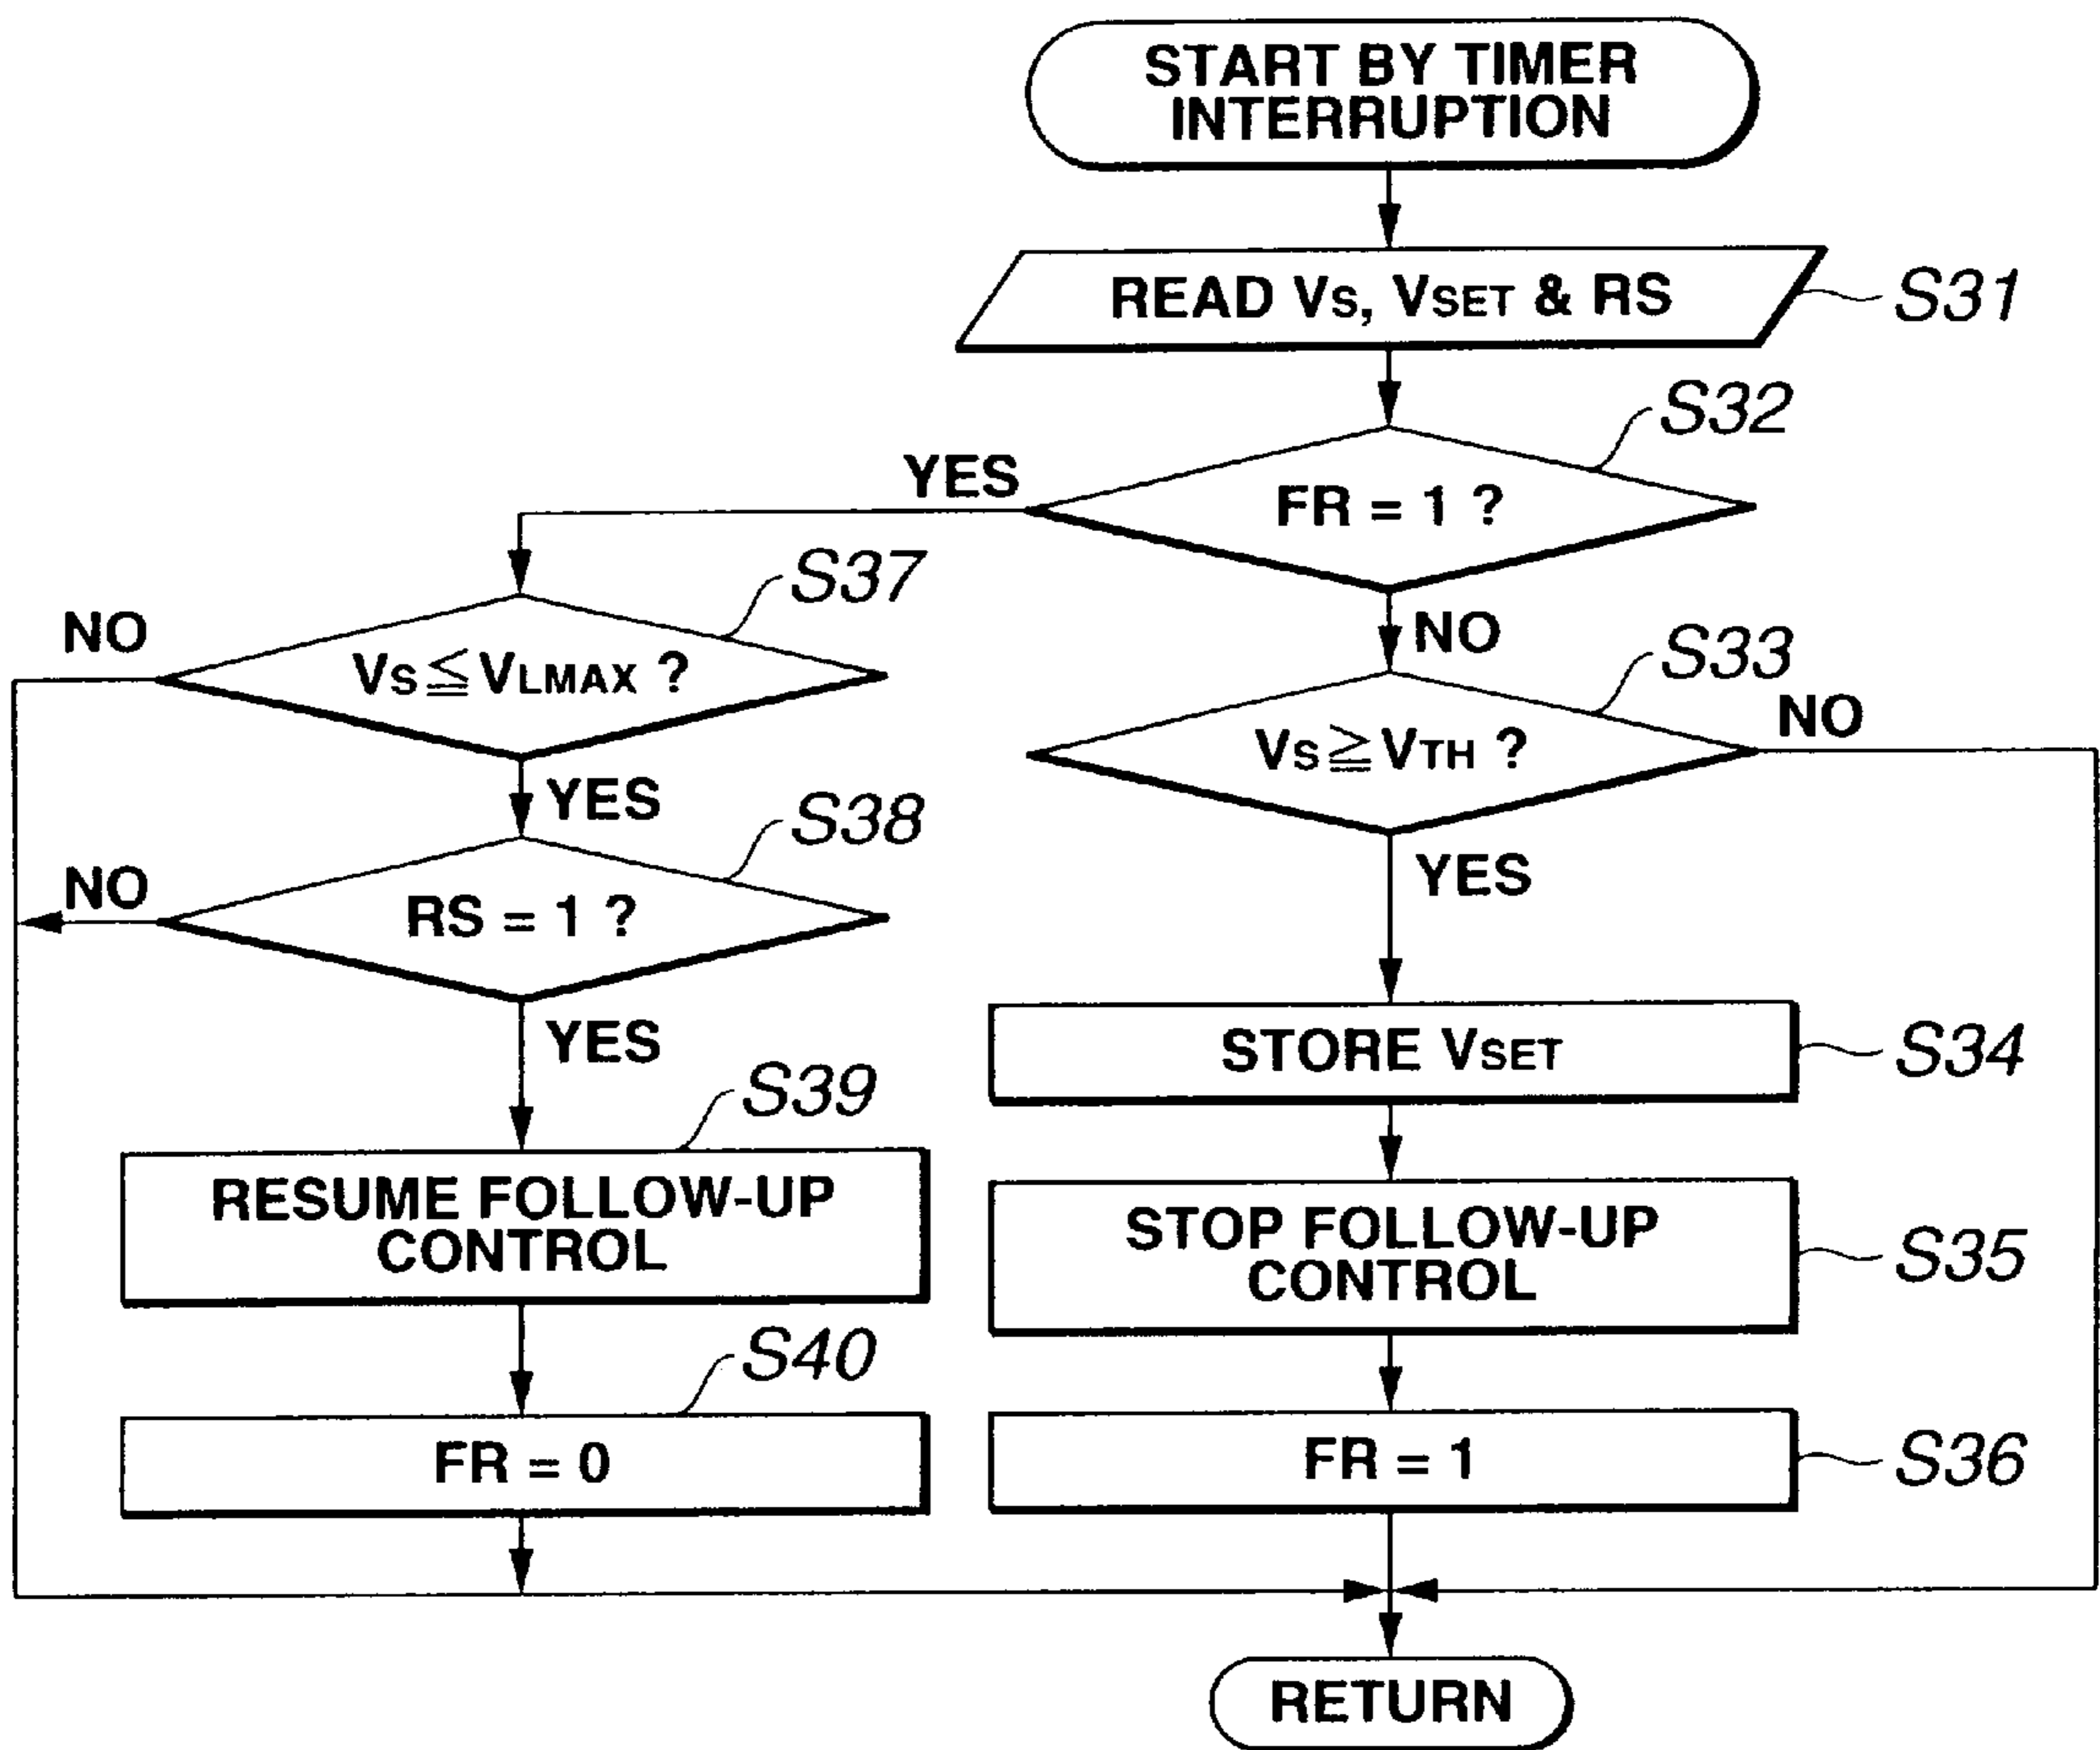 START BY TIMER
INTERRUPTION
READ VS, VSET & RS
S31
S32
YES
FR = 1 ?
S37
NO
NO
S33
VS≦VLMAX ?
NO
VS≧VTH ?
YES
S38
NO
YES
RS = 1 ?
YES
STORE VSET
S34
S39
RESUME FOLLOW-UP
CONTROL
STOP FOLLOW-UP
CONTROL
S35
S40
FR = 0
FR = 1
S36
RETURN